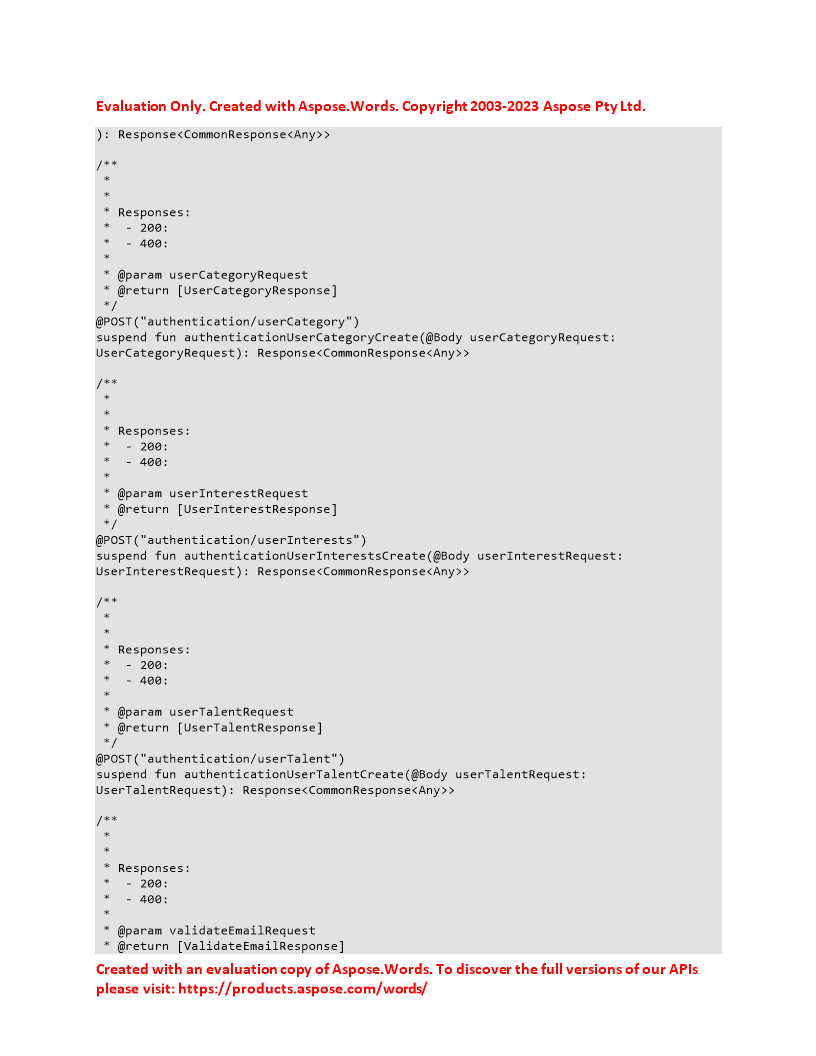 Evaluation Only. Created with Aspose.Words. Copyright 2003-2023 Aspose Pty Ltd.
): Response<CommonResponse<Any>>
/**
 *
 *
 * Responses:
 *  - 200:
 *  - 400:
 *
 * @param userCategoryRequest
 * @return [UserCategoryResponse]
 */
@POST("authentication/userCategory")
suspend fun authenticationUserCategoryCreate(@Body userCategoryRequest:
UserCategoryRequest): Response<CommonResponse<Any>>
/**
 *
 *
 * Responses:
 *  - 200:
 *  - 400:
 *
 * @param userInterestRequest
 * @return [UserInterestResponse]
 */
@POST("authentication/userInterests")
suspend fun authenticationUserInterestsCreate(@Body userInterestRequest:
UserInterestRequest): Response<CommonResponse<Any>>
/**
 *
 *
 * Responses:
 *  - 200:
 *  - 400:
 *
 * @param userTalentRequest
 * @return [UserTalentResponse]
 */
@POST("authentication/userTalent")
suspend fun authenticationUserTalentCreate(@Body userTalentRequest:
UserTalentRequest): Response<CommonResponse<Any>>
/**
 *
 *
 * Responses:
 *  - 200:
 *  - 400:
 *
 * @param validateEmailRequest
 * @return [ValidateEmailResponse]
Created with an evaluation copy of Aspose.Words. To discover the full versions of our APIs
please visit: https://products.aspose.com/words/